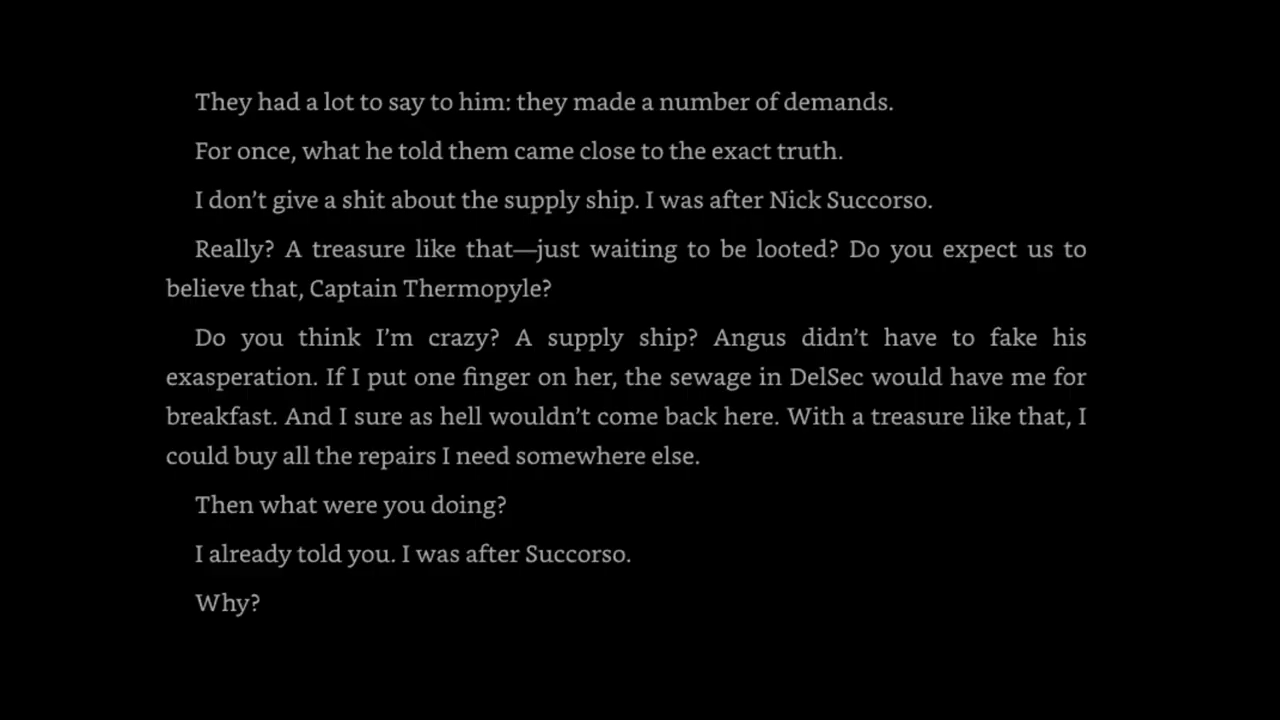 They had a lot to say to him: they made a number of demands.
For once, what he told them came close to the exact truth.
I don’t give a shit about the supply ship. I was after Nick Succorso.
Really? A treasure like that—just waiting to be looted? Do you expect us to
believe that, Captain Thermopyle?
Do you think I’m crazy? A supply ship? Angus didn’t have to fake his
exasperation. If I put one finger on her, the sewage in DelSec would have me for
breakfast. And I sure as hell wouldn’t come back here. With a treasure like that, I
could buy all the repairs I need somewhere else.
Then what were you doing?
I already told you. I was after Succorso.
Why?